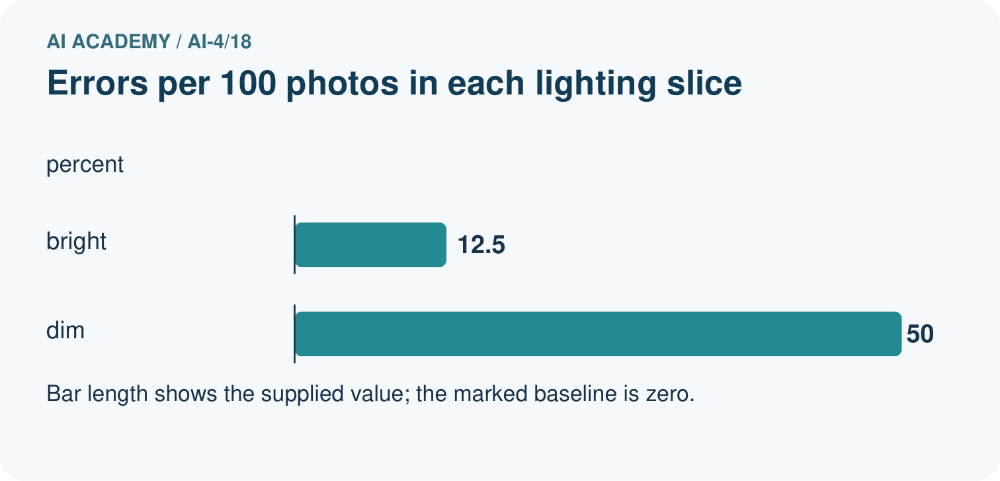 AI ACADEMY / AI-4/18
Errors per 100 photos in each lighting slice
percent
bright
12.5
dim
50
Bar length shows the supplied value; the marked baseline is zero.